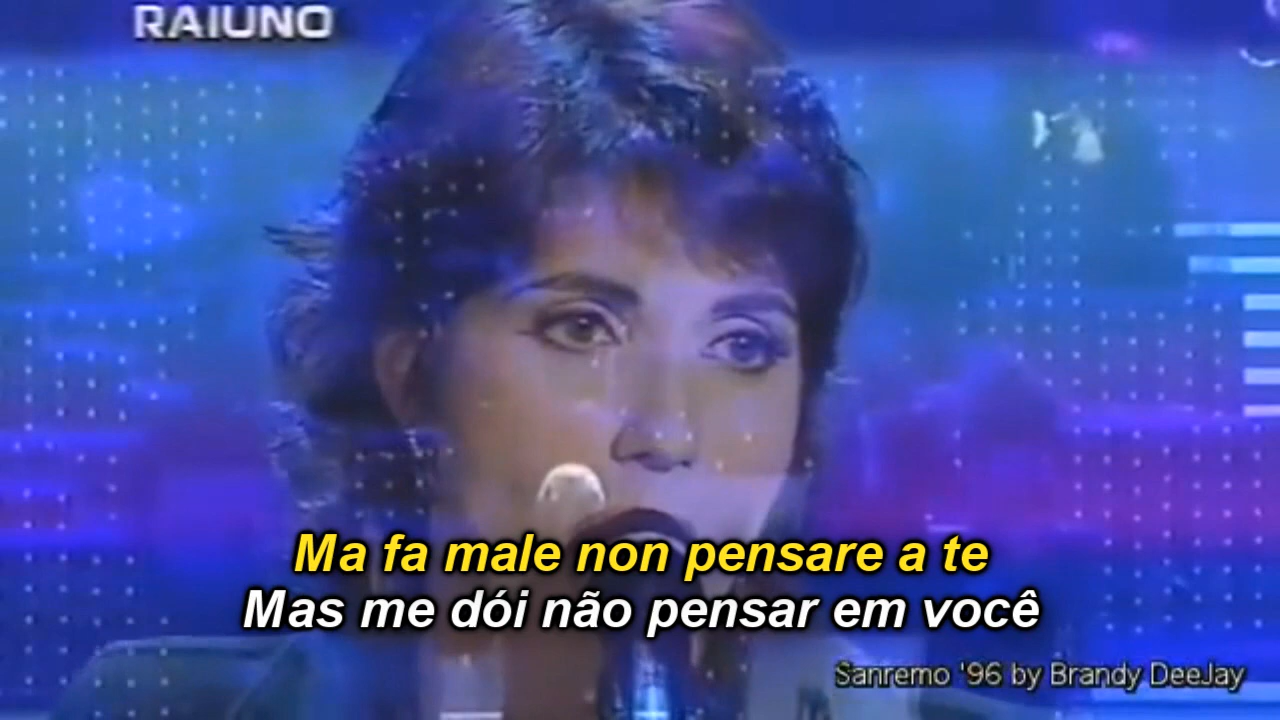 RAIUNO
Ma fa male non pensare a te
Mas me dói não pensar em você
Sanremo '96 by Brandy DeeJay